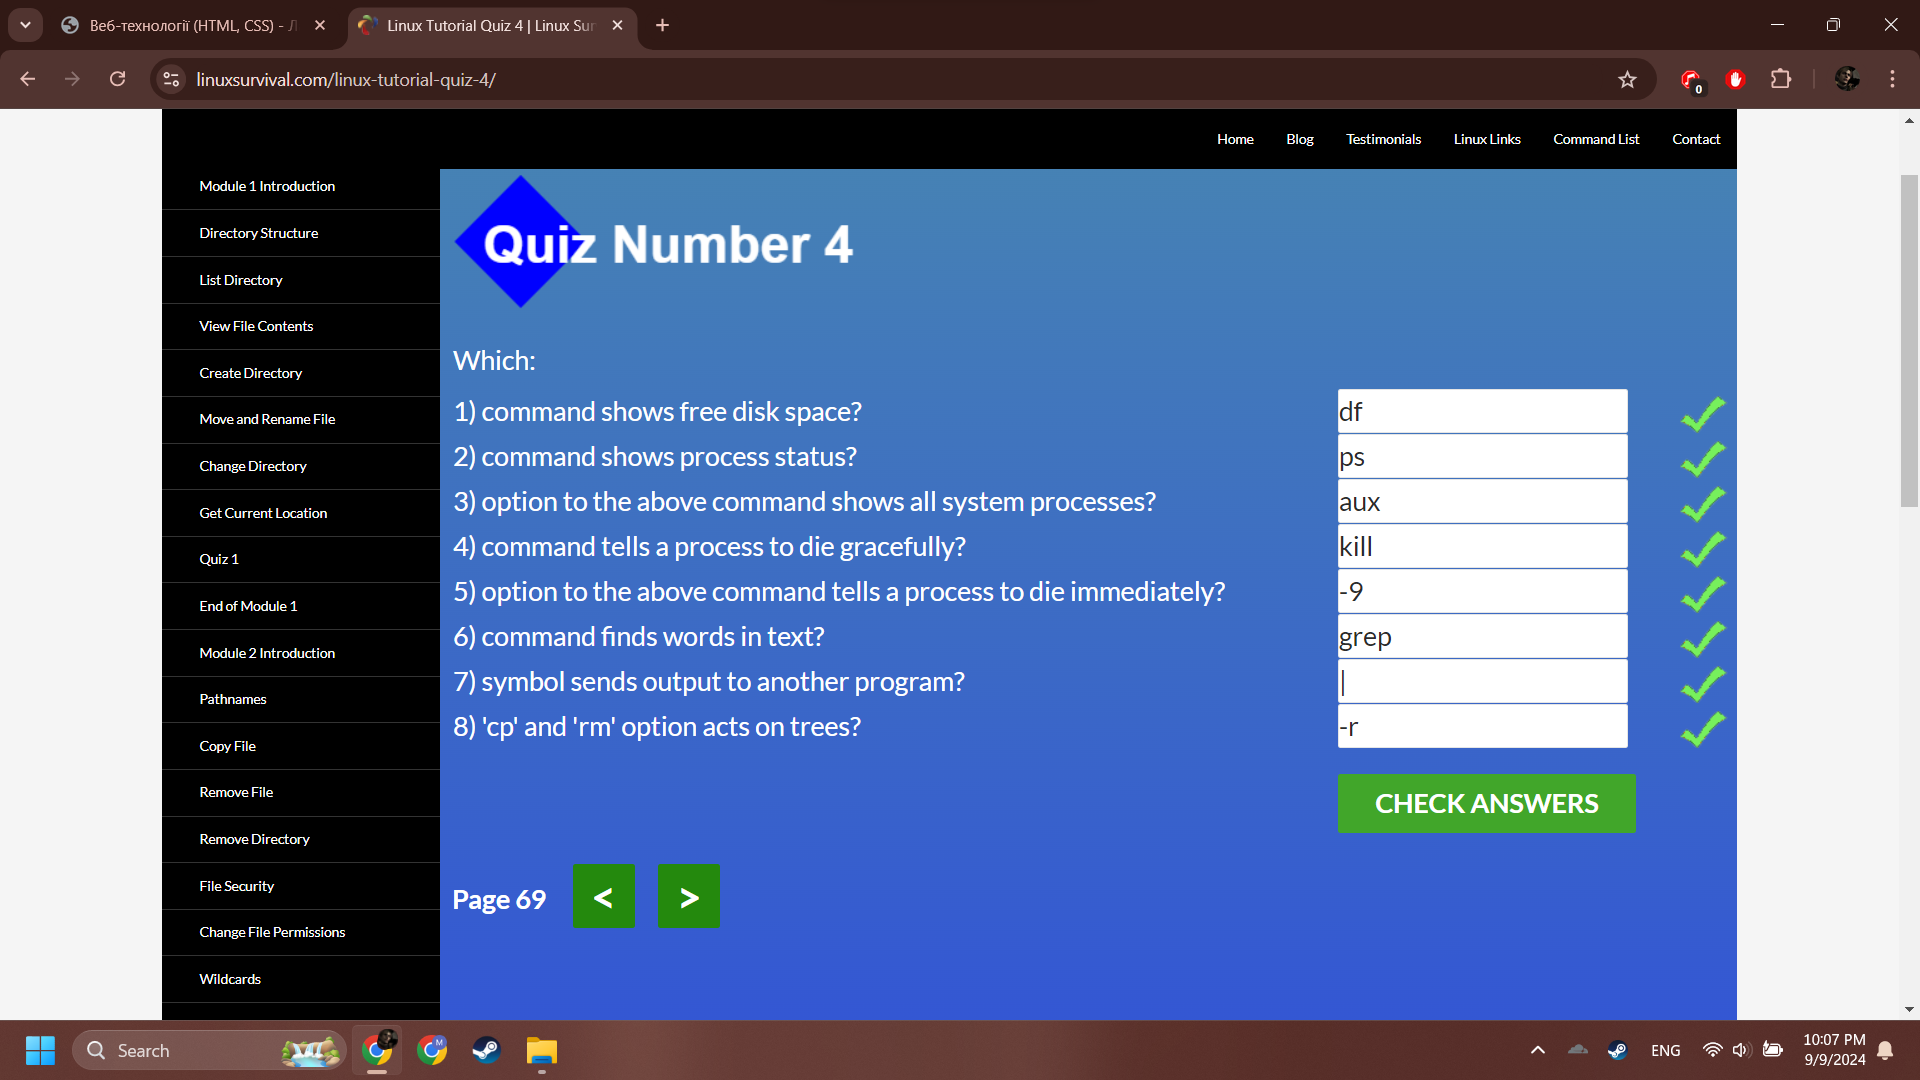 Веб-технології (HTML, CSS) - Л
Linux Tutorial Quiz 4 | Linux Sur
linuxsurvival.com/linux-tutorial-quiz-4/
0
Home Blog Testimonials Linux Links Command List Contact
Module 1 Introduction
Directory Structure
List Directory
View File Contents
Create Directory
Move and Rename File
Change Directory
Get Current Location
Quiz 1
End of Module 1
Module 2 Introduction
Pathnames
Copy File
Remove File
Remove Directory
File Security
Change File Permissions
Wildcards
Quiz Number 4
Which:
1) command shows free disk space? df
2) command shows process status? ps
3) option to the above command shows all system processes? aux
4) command tells a process to die gracefully? kill
5) option to the above command tells a process to die immediately? -9
6) command finds words in text? grep
7) symbol sends output to another program? |
8) 'cp' and 'rm' option acts on trees? -r
CHECK ANSWERS
Page 69 < >
Search
M
ENG
10:07 PM
9/9/2024